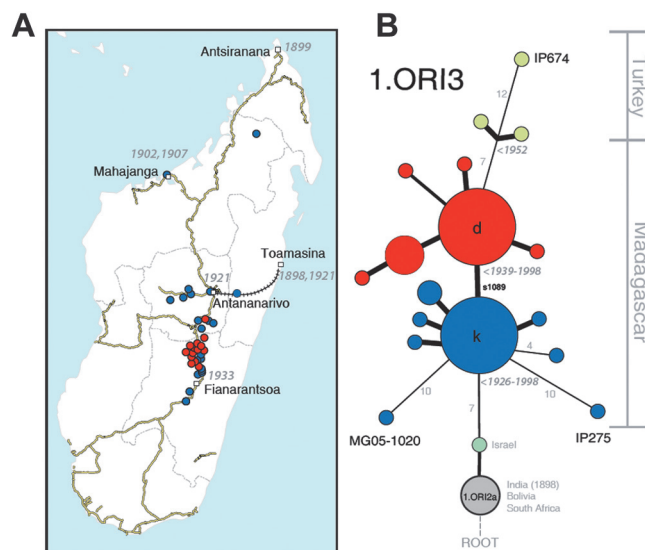 A
Antsiranana
1899
1902,1907
Mahajanga
Toamasina
1921
1898,1921
Antananarivo
1933
Fianarantsoa
B
1.ORI3
IP674
12
<1952
7
d
<1939-1998
s1089
k
4
<1926-1998
10
7
10
MG05-1020
IP275
Israel
1.ORI2a
India (1898)
Bolivia
South Africa
ROOT
Turkey
Madagascar